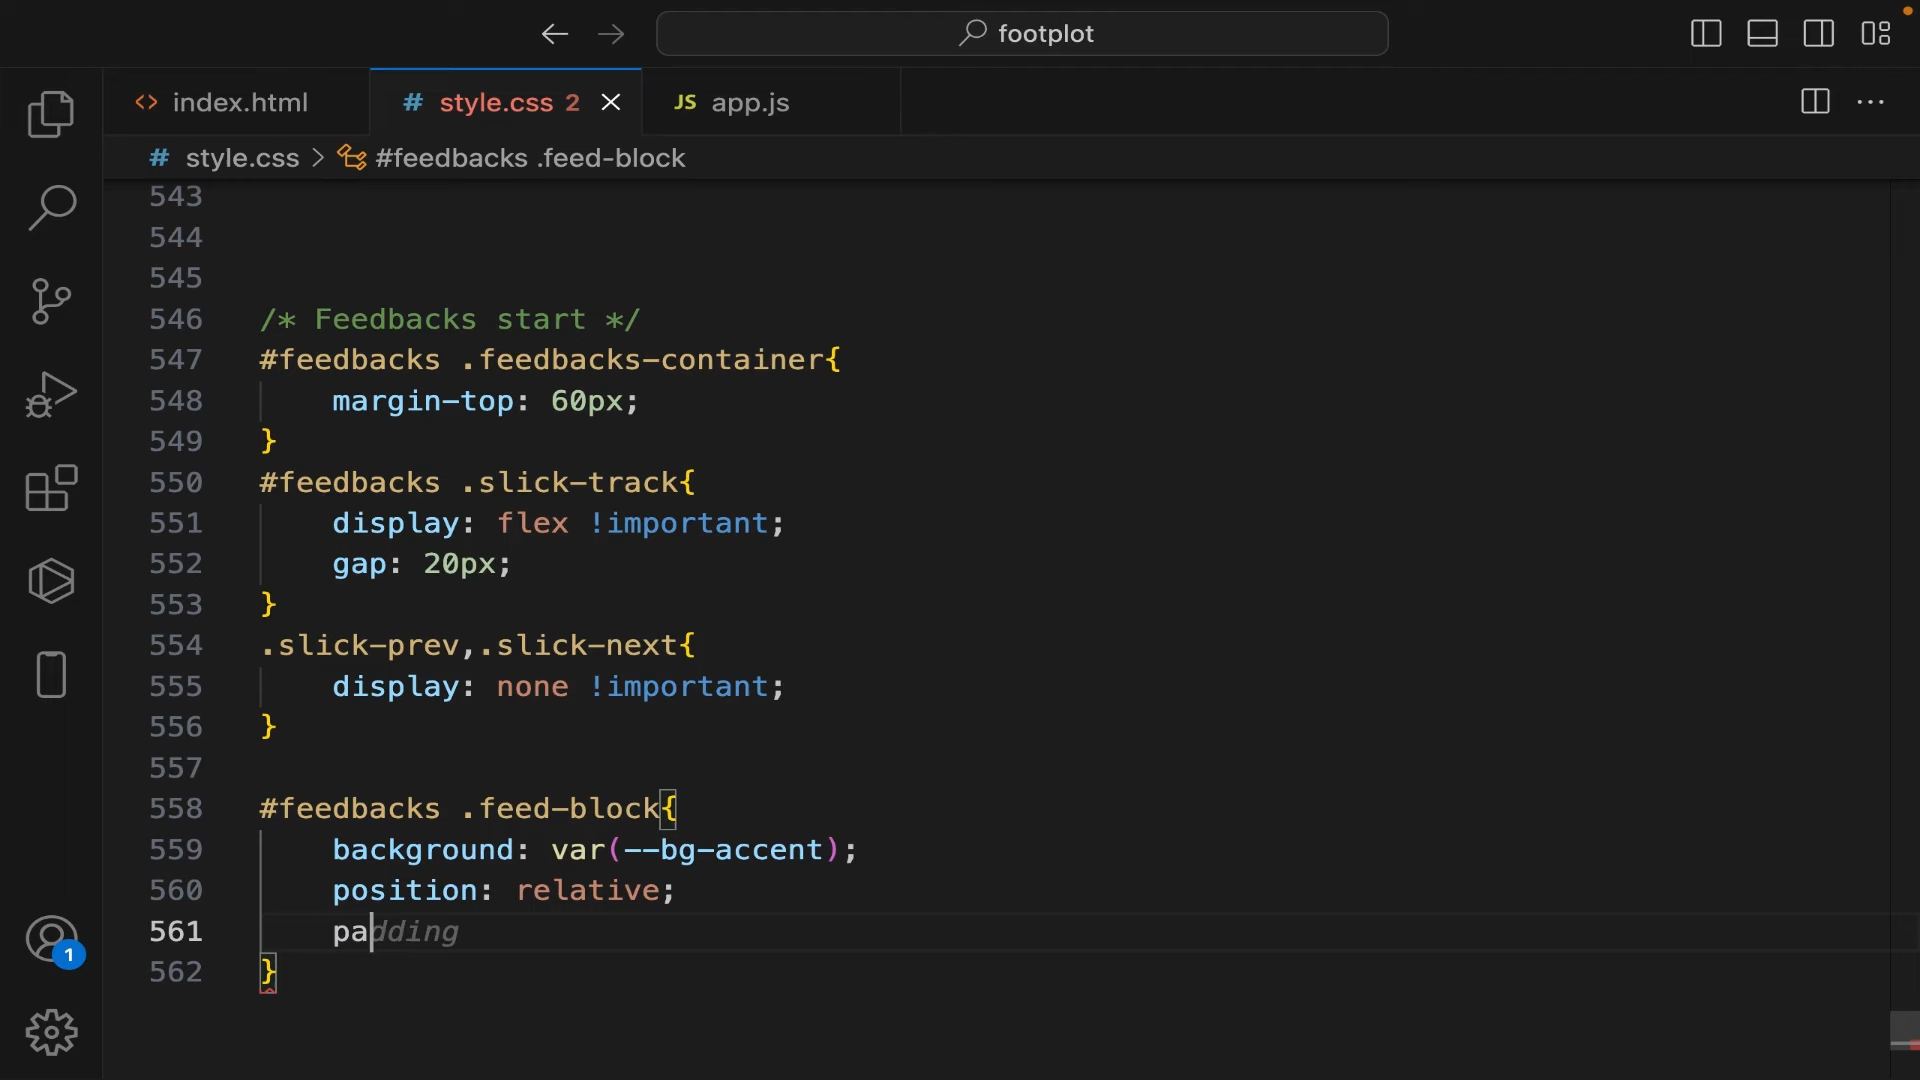 footplot
index.html
style.css 2
JS app.js
# style.css > #feedbacks .feed-block
543
544
545
546 /* Feedbacks start */
547 #feedbacks .feedbacks-container{
548 margin-top: 60px;
549 }
550 #feedbacks .slick-track{
551 display: flex !important;
552 gap: 20px;
553 }
554 .slick-prev,.slick-next{
555 display: none !important;
556 }
557
558 #feedbacks .feed-block{
559 background: var(--bg-accent);
560 position: relative;
561 padding
562 }
1